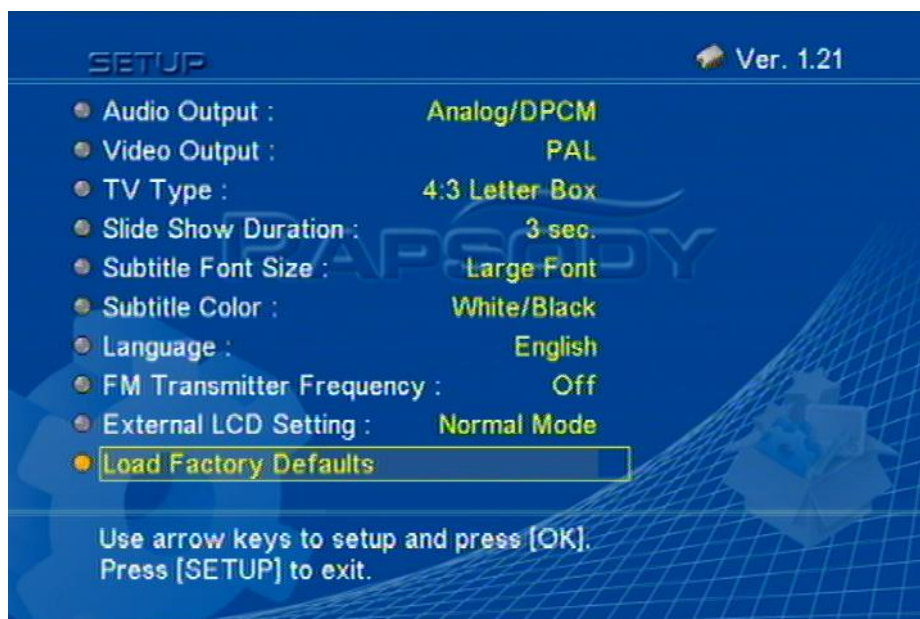 SETUP
Ver. 1.21
Audio Output : Analog/DPCM
Video Output : PAL
TV Type : 4:3 Letter Box
Slide Show Duration : 3 sec.
Subtitle Font Size : Large Font
Subtitle Color : White/Black
Language : English
FM Transmitter Frequency : Off
External LCD Setting : Normal Mode
Load Factory Defaults
RAPSODY
Use arrow keys to setup and press [OK].
Press [SETUP] to exit.